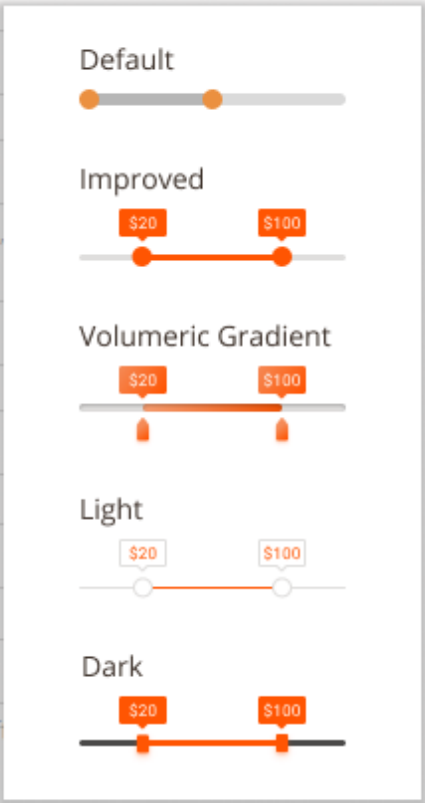 Default
Improved
$20 $100
Volumeric Gradient
$20 $100
Light
$20 $100
Dark
$20 $100